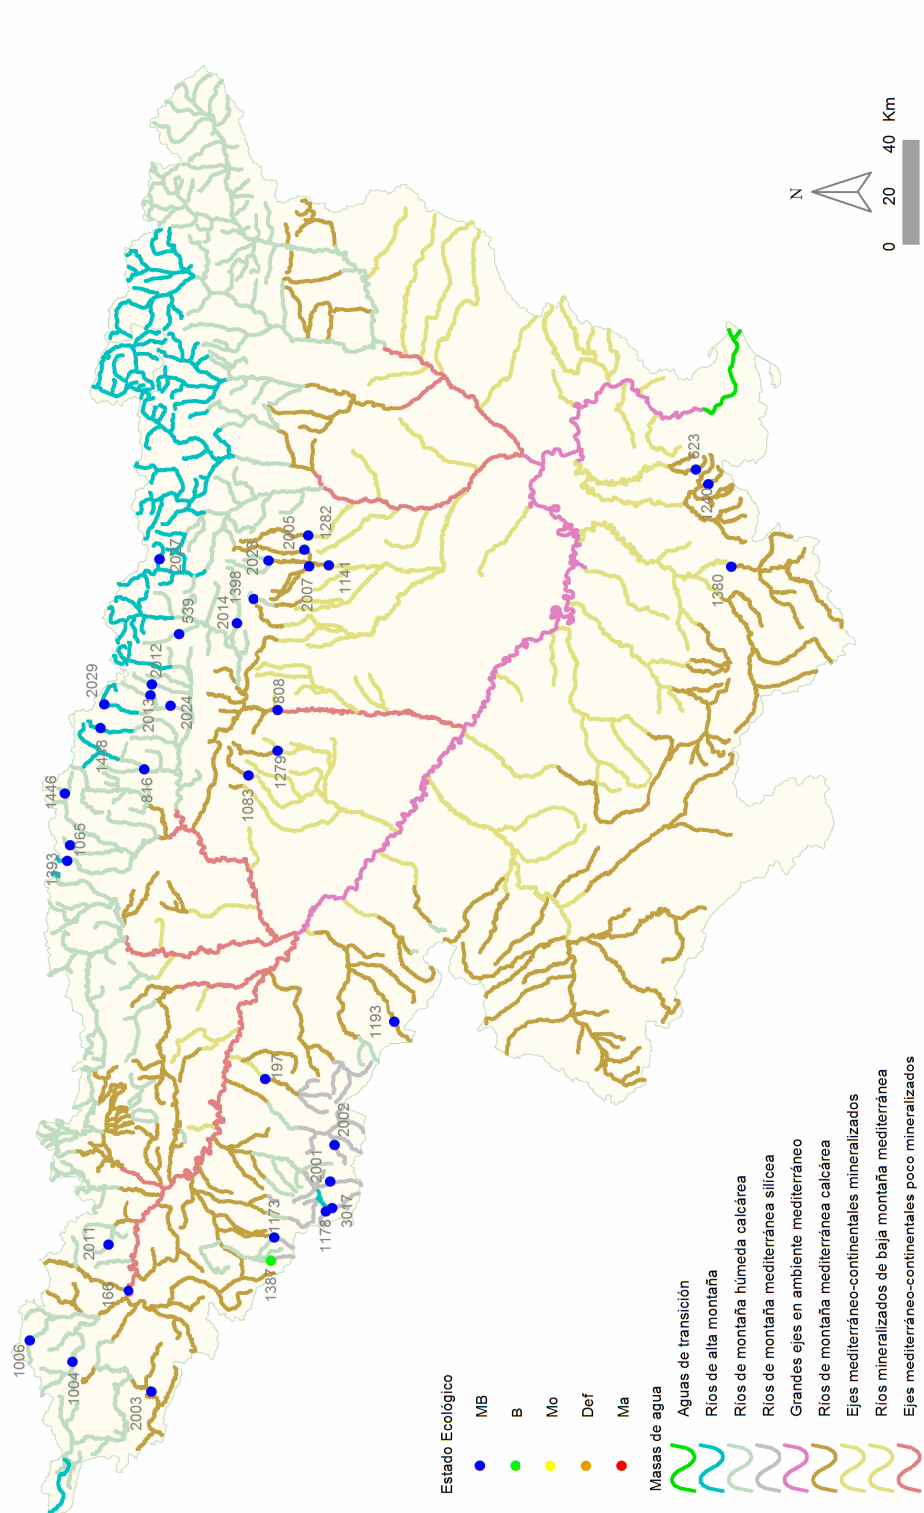 2027
539
2012
2029
2013
2024
1448
816
1446
1065
1393
2014
1398
2028
2005
1282
2007
1141
808
1279
1083
623
1240
1380
1193
197
2002
2001
3017
1178
1173
1387
2011
166
1006
1004
2003
N
0 20 40 Km
Estado Ecológico
MB
B
Mo
Def
Ma
Masas de agua
Aguas de transición
Ríos de alta montaña
Ríos de montaña húmeda calcárea
Ríos de montaña mediterránea silícea
Grandes ejes en ambiente mediterráneo
Ríos de montaña mediterránea calcárea
Ejes mediterráneo-continentales mineralizados
Ríos mineralizados de baja montaña mediterránea
Ejes mediterráneo-continentales poco mineralizados